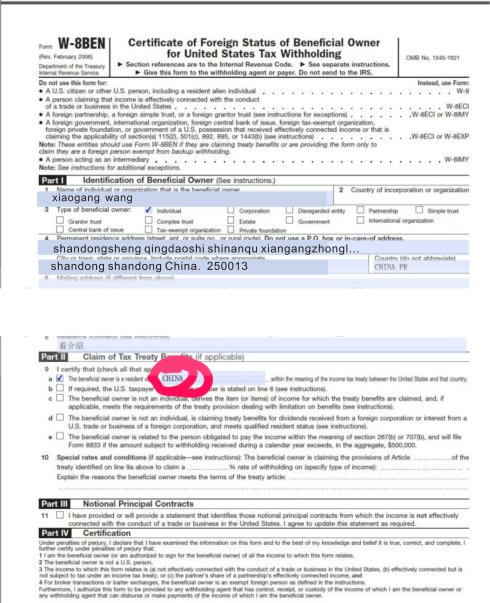 Form W-8BEN
(Rev. February 2006)
Department of the Treasury
Internal Revenue Service
Certificate of Foreign Status of Beneficial Owner
for United States Tax Withholding
► Section references are to the Internal Revenue Code. ► See separate instructions.
► Give this form to the withholding agent or payer. Do not send to the IRS.
OMB No. 1545-1621
Do not use this form for: Instead, use Form:
● A U.S. citizen or other U.S. person, including a resident alien individual . . . W-9
● A person claiming that income is effectively connected with the conduct
of a trade or business in the United States . . . W-8ECI
● A foreign partnership, a foreign simple trust, or a foreign grantor trust (see instructions for exceptions) . . . W-8ECI or W-8IMY
● A foreign government, international organization, foreign central bank of issue, foreign tax-exempt organization,
foreign private foundation, or government of a U.S. possession that received effectively connected income or that is
claiming the applicability of section(s) 115(2), 501(c), 892, 895, or 1443(b) (see instructions) . . . W-8ECI or W-8EXP
Note: These entities should use Form W-8BEN if they are claiming treaty benefits or are providing the form only to
claim they are a foreign person exempt from backup withholding.
● A person acting as an intermediary . . . W-8IMY
Note: See instructions for additional exceptions.
Part I Identification of Beneficial Owner (See instructions.)
1 Name of individual or organization that is the beneficial owner 2 Country of incorporation or organization
xiaogang wang
3 Type of beneficial owner: Individual Corporation Disregarded entity Partnership Simple trust
Grantor trust Complex trust Estate Government International organization
Central bank of issue Tax-exempt organization Private foundation
4 Permanent residence address (street, apt. or suite no., or rural route). Do not use a P.O. box or in-care-of address.
shandongsheng qingdaoshi shinanqu xiangangzhongl...
City or town, state or province. Include postal code where appropriate. Country (do not abbreviate)
shandong shandong China. 250013 CHINA PR
5 Mailing address (if different from above)
8 Reference number(s) (see instructions)
看介绍
Part II Claim of Tax Treaty Benefits (if applicable)
9 I certify that (check all that app
a The beneficial owner is a resident of CHINA within the meaning of the income tax treaty between the United States and that country.
b If required, the U.S. taxpayer number is stated on line 6 (see instructions).
c The beneficial owner is not an individual, derives the item (or items) of income for which the treaty benefits are claimed, and, if
applicable, meets the requirements of the treaty provision dealing with limitation on benefits (see instructions).
d The beneficial owner is not an individual, is claiming treaty benefits for dividends received from a foreign corporation or interest from a
U.S. trade or business of a foreign corporation, and meets qualified resident status (see instructions).
e The beneficial owner is related to the person obligated to pay the income within the meaning of section 267(b) or 707(b), and will file
Form 8833 if the amount subject to withholding received during a calendar year exceeds, in the aggregate, $500,000.
10 Special rates and conditions (if applicable—see instructions): The beneficial owner is claiming the provisions of Article .... of the
treaty identified on line 9a above to claim a .... % rate of withholding on (specify type of income): ....
Explain the reasons the beneficial owner meets the terms of the treaty article: ....
Part III Notional Principal Contracts
11 I have provided or will provide a statement that identifies those notional principal contracts from which the income is not effectively
connected with the conduct of a trade or business in the United States. I agree to update this statement as required.
Part IV Certification
Under penalties of perjury, I declare that I have examined the information on this form and to the best of my knowledge and belief it is true, correct, and complete. I
further certify under penalties of perjury that:
1 I am the beneficial owner (or am authorized to sign for the beneficial owner) of all the income to which this form relates,
2 The beneficial owner is not a U.S. person,
3 The income to which this form relates is (a) not effectively connected with the conduct of a trade or business in the United States, (b) effectively connected but is
not subject to tax under an income tax treaty, or (c) the partner's share of a partnership's effectively connected income, and
4 For broker transactions or barter exchanges, the beneficial owner is an exempt foreign person as defined in the instructions.
Furthermore, I authorize this form to be provided to any withholding agent that has control, receipt, or custody of the income of which I am the beneficial owner or
any withholding agent that can disburse or make payments of the income of which I am the beneficial owner.